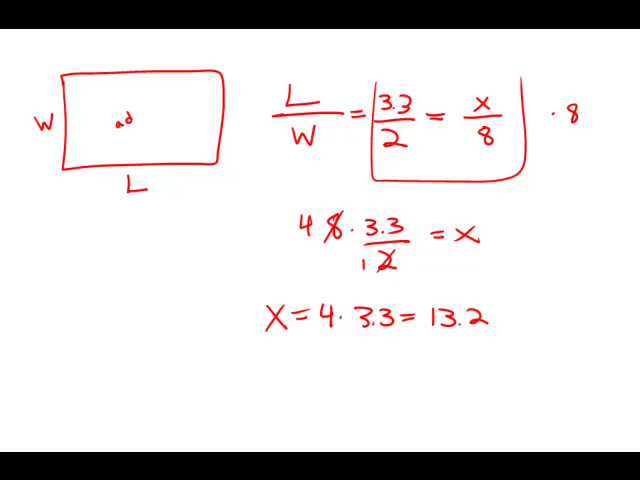 W
ad
L
L/W = 3.3/2 = x/8 · 8
4 8 · 3.3/1 2 = x
X = 4 · 3.3 = 13.2